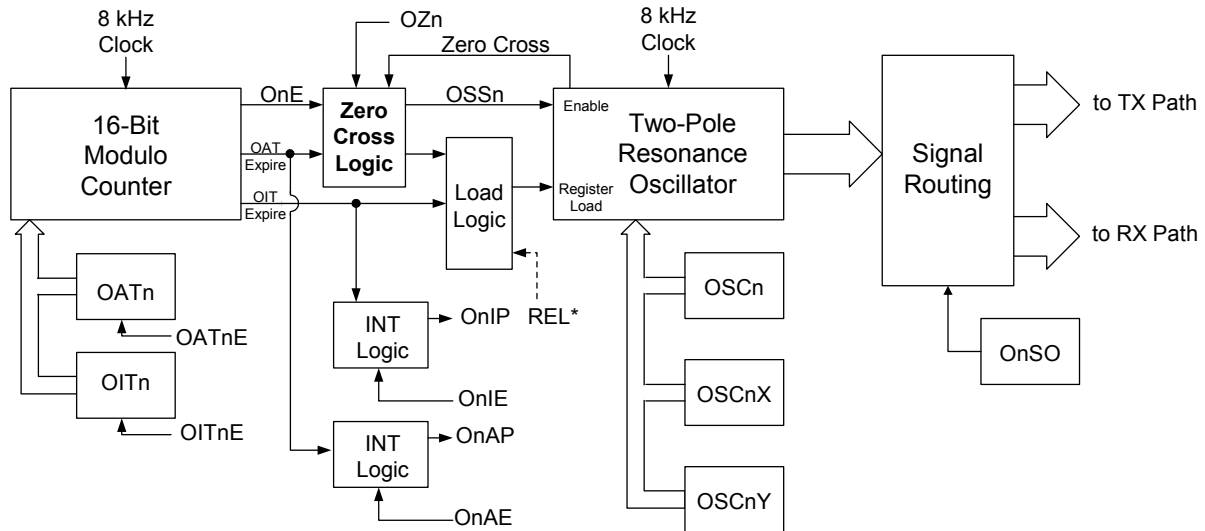 8 kHz
Clock
OZn
8 kHz
Clock
Zero Cross
OnE
OSSn
16-Bit
Modulo
Counter
OAT
Expire
OIT
Expire
Zero
Cross
Logic
Load
Logic
Enable
Register
Load
Two-Pole
Resonance
Oscillator
Signal
Routing
to TX Path
to RX Path
OATn
OATnE
OITn
OITnE
INT
Logic
OnIP
OnIE
REL*
INT
Logic
OnAP
OnAE
OSCn
OSCnX
OSCnY
OnSO